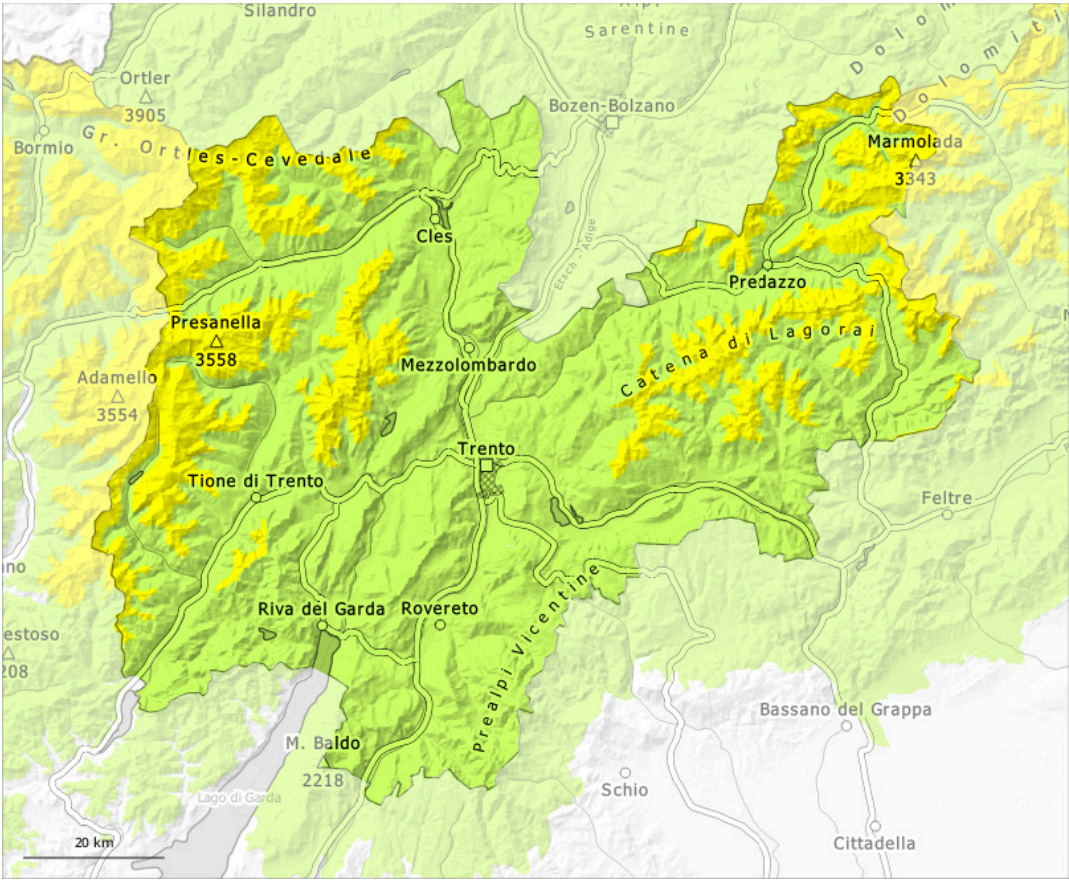 Silandro
Alpi
Sarentine
Dolomiti
Ortler
3905
Bozen-Bolzano
Bormio
Gr. Ortles-Cevedale
Marmolada
3343
Etsch - Adige
Cles
Predazzo
Presanella
3558
Catena di Lagorai
Mezzolombardo
Adamello
3554
Trento
Tione di Trento
Feltre
Riva del Garda
Rovereto
estoso
208
Prealpi Vicentine
Bassano del Grappa
M. Baldo
2218
Schio
Lago di Garda
20 km
Cittadella